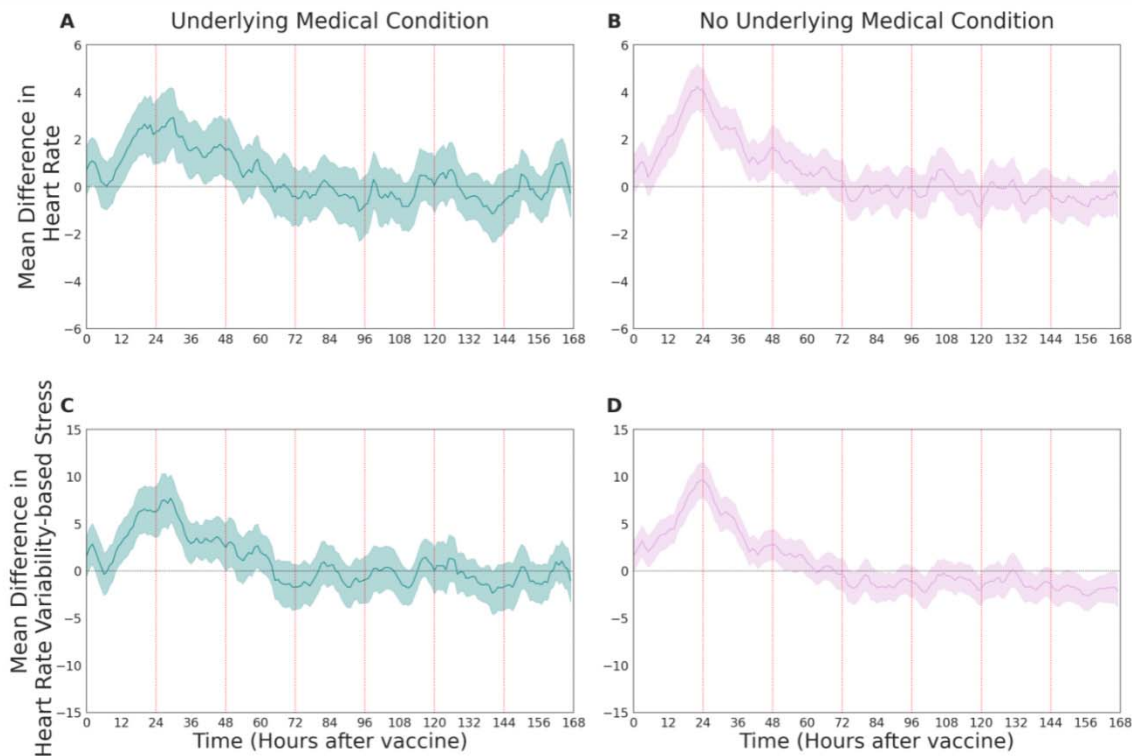 A Underlying Medical Condition
B No Underlying Medical Condition
Mean Difference in
Heart Rate
6
4
2
0
−2
−4
−6
0 12 24 36 48 60 72 84 96 108 120 132 144 156 168
6
4
2
0
−2
−4
−6
0 12 24 36 48 60 72 84 96 108 120 132 144 156 168
C
D
Mean Difference in
Heart Rate Variability-based Stress
15
10
5
0
−5
−10
−15
0 12 24 36 48 60 72 84 96 108 120 132 144 156 168
Time (Hours after vaccine)
15
10
5
0
−5
−10
−15
0 12 24 36 48 60 72 84 96 108 120 132 144 156 168
Time (Hours after vaccine)